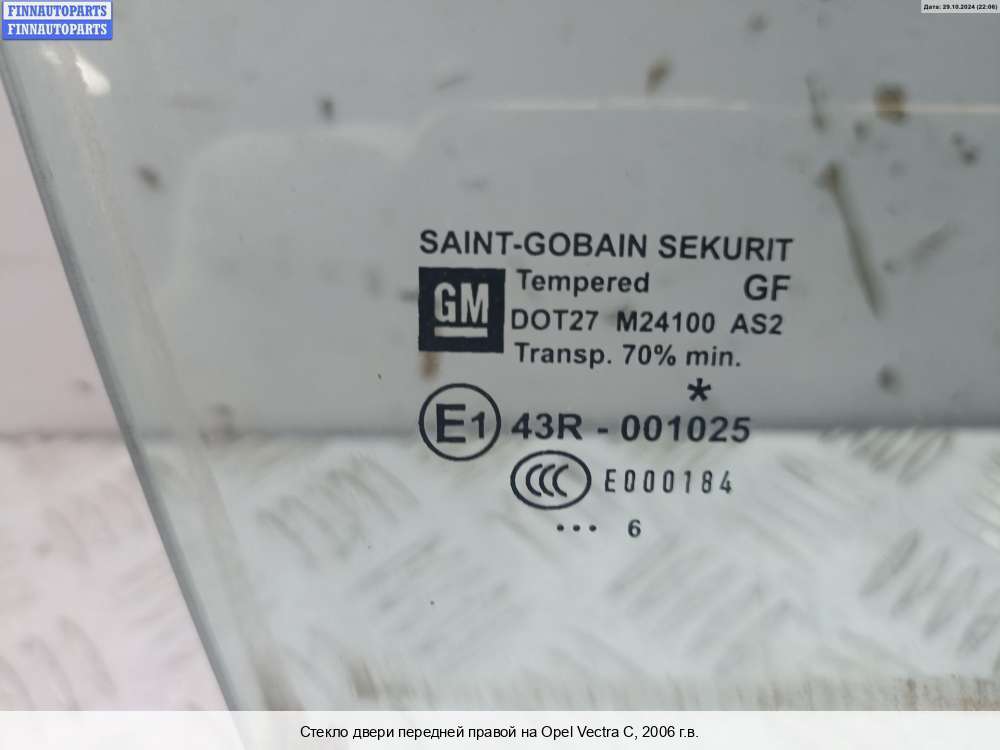 FINNAUTOPARTS
FINNAUTOPARTS
Дата: 29.10.2024 (22:06)
SAINT-GOBAIN SEKURIT
GM
Tempered GF
DOT27 M24100 AS2
Transp. 70% min.
*
E1 43R - 001025
CCC E000184
••• 6
Стекло двери передней правой на Opel Vectra C, 2006 г.в.